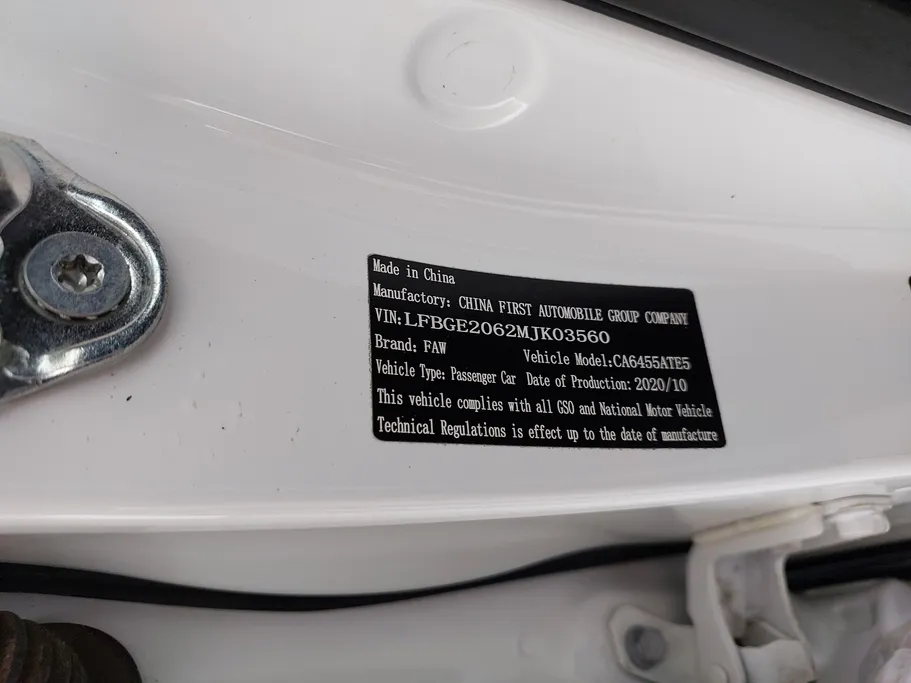 Made in China
Manufactory: CHINA FIRST AUTOMOBILE GROUP COMPANY
VIN:LFBGE2062MJK03560
Brand: FAW Vehicle Model:CA6455ATE5
Vehicle Type: Passenger Car Date of Production: 2020/10
This vehicle complies with all GSO and National Motor Vehicle
Technical Regulations is effect up to the date of manufacture